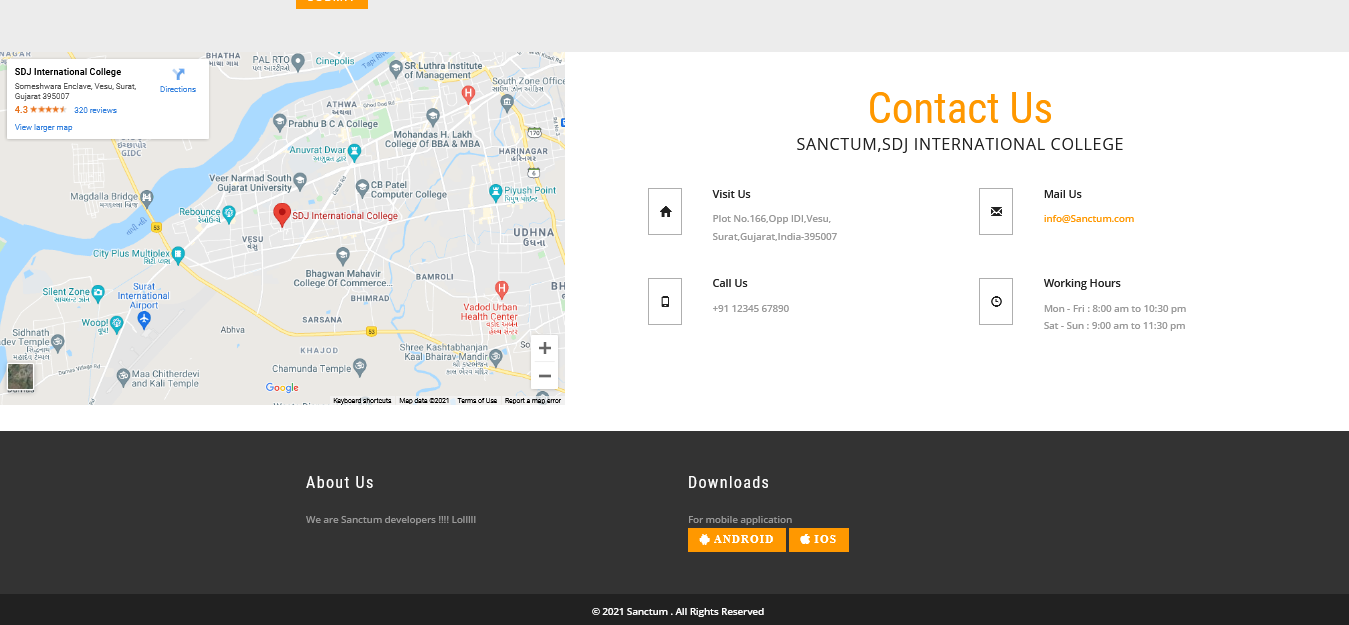 BHATHA
PAL RTO
Cinepolis
SR Luthra Institute
of Management
South Zone Office
SDJ International College
Someshwara Enclave, Vesu, Surat,
Gujarat 395007
Directions
4.3
320 reviews
View larger map
ATHWA
Prabhu B C A College
Mohandas H. Lakh
College Of BBA & MBA
GIDC
Anuvrat Dwar
HARINAGAR
Veer Narmad South
Gujarat University
CB Patel
Computer College
Piyush Point
Magdalla Bridge
Rebounce
SDJ International College
53
VESU
UDHNA
ઉધના
City Plus Multiplex
Bhagwan Mahavir
College Of Commerce...
BAMROLI
BHIMRAD
Silent Zone
Surat
International
Airport
Vadod Urban
Health Center
SARSANA
Woop!
Abhva
53
Sidhnath
KHAJOD
Shree Kashtabhanjan
Kaal Bhairav Mandir
Chamunda Temple
Maa Chitherdevi
and Kali Temple
Google
Keyboard shortcuts Map data ©2021 Terms of Use Report a map error
Contact Us
SANCTUM,SDJ INTERNATIONAL COLLEGE
Visit Us
Plot No.166,Opp IDI,Vesu,
Surat,Gujarat,India-395007
Mail Us
info@Sanctum.com
Call Us
+91 12345 67890
Working Hours
Mon - Fri : 8:00 am to 10:30 pm
Sat - Sun : 9:00 am to 11:30 pm
About Us
We are Sanctum developers !!!! Lolllll
Downloads
For mobile application
ANDROID
IOS
© 2021 Sanctum . All Rights Reserved